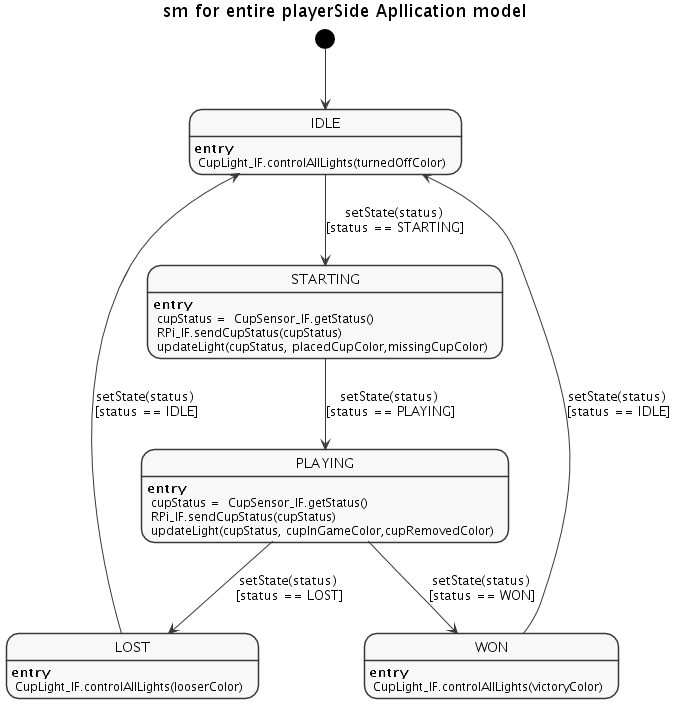 sm for entire playerSide Apllication model
IDLE
entry
CupLight_IF.controlAllLights(turnedOffColor)
setState(status)
[status == STARTING]
STARTING
entry
cupStatus = CupSensor_IF.getStatus()
RPi_IF.sendCupStatus(cupStatus)
updateLight(cupStatus, placedCupColor,missingCupColor)
setState(status)
[status == IDLE]
setState(status)
[status == PLAYING]
setState(status)
[status == IDLE]
PLAYING
entry
cupStatus = CupSensor_IF.getStatus()
RPi_IF.sendCupStatus(cupStatus)
updateLight(cupStatus, cupInGameColor,cupRemovedColor)
setState(status)
[status == LOST]
setState(status)
[status == WON]
LOST
entry
CupLight_IF.controlAllLights(looserColor)
WON
entry
CupLight_IF.controlAllLights(victoryColor)